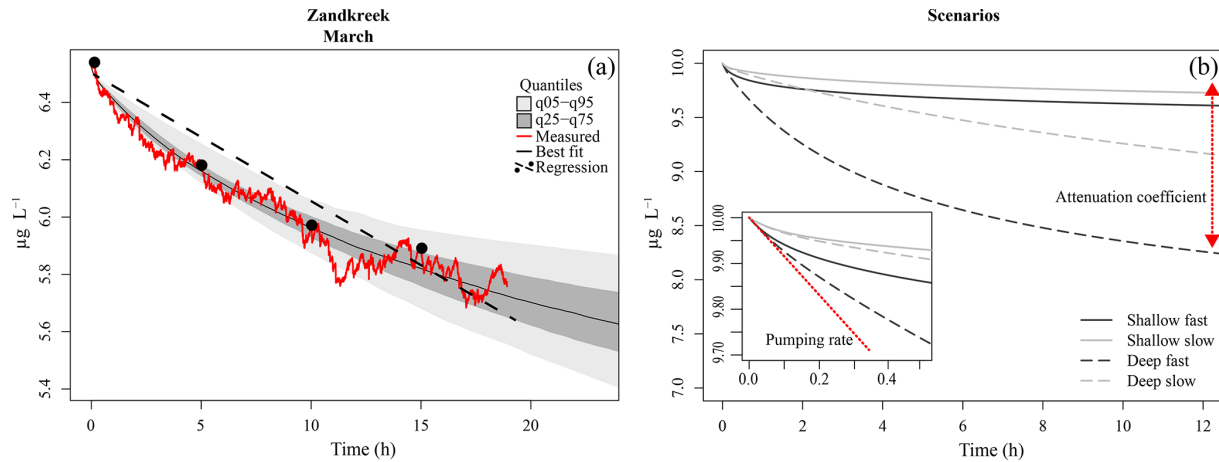 Zandkreek
March
(a)
Quantiles
q05−q95
q25−q75
Measured
Best fit
Regression
µg L⁻¹
6.4
6.2
6.0
5.8
5.6
5.4
0 5 10 15 20
Time (h)
Scenarios
(b)
µg L⁻¹
10.0
9.5
9.0
8.5
8.0
7.5
7.0
Attenuation coefficient
10.00
9.90
9.80
9.70
Pumping rate
0.0 0.2 0.4
Shallow fast
Shallow slow
Deep fast
Deep slow
0 2 4 6 8 10 12
Time (h)